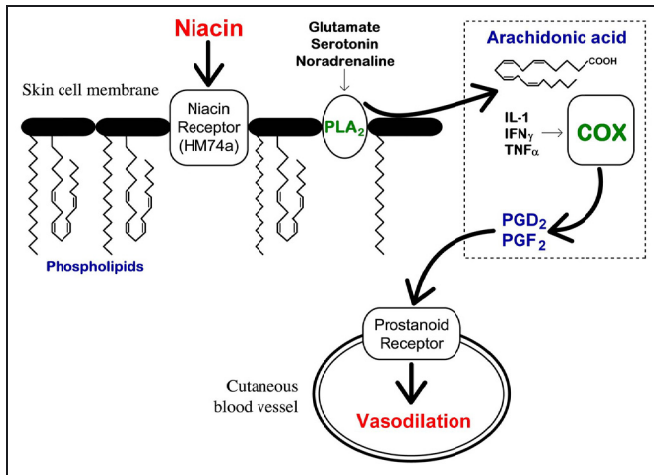 Niacin
Glutamate
Serotonin
Noradrenaline
Arachidonic acid
COOH
Skin cell membrane
Niacin
Receptor
(HM74a)
PLA2
IL-1
IFNγ
TNFα
COX
PGD2
PGF2
Phospholipids
Prostanoid
Receptor
Cutaneous
blood vessel
Vasodilation